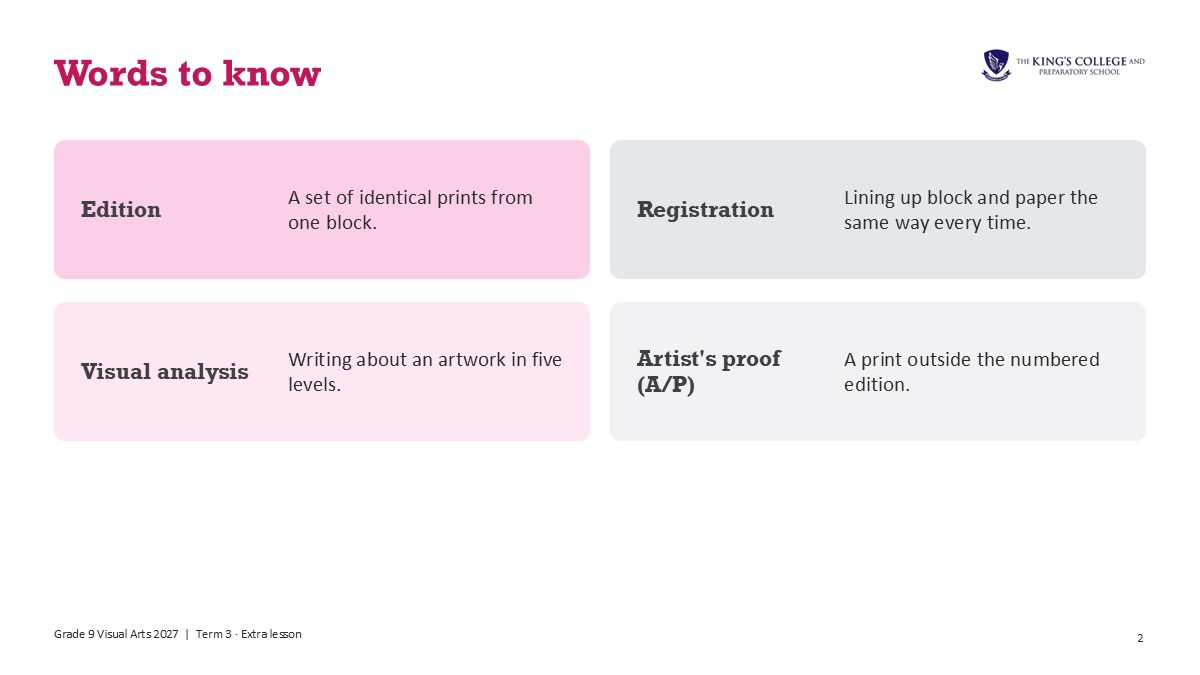 Words to know
THE KING'S COLLEGE AND
PREPARATORY SCHOOL
Edition
A set of identical prints from
one block.
Registration
Lining up block and paper the
same way every time.
Visual analysis
Writing about an artwork in five
levels.
Artist's proof
(A/P)
A print outside the numbered
edition.
Grade 9 Visual Arts 2027 | Term 3 · Extra lesson
2